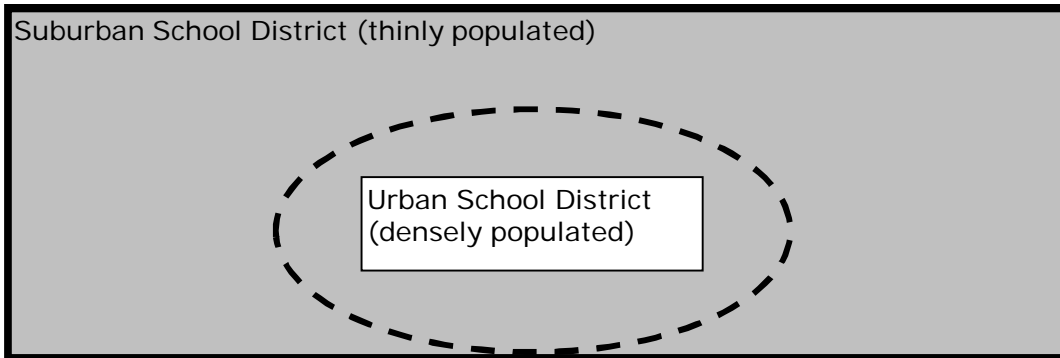 Suburban School District (thinly populated)
Urban School District
(densely populated)